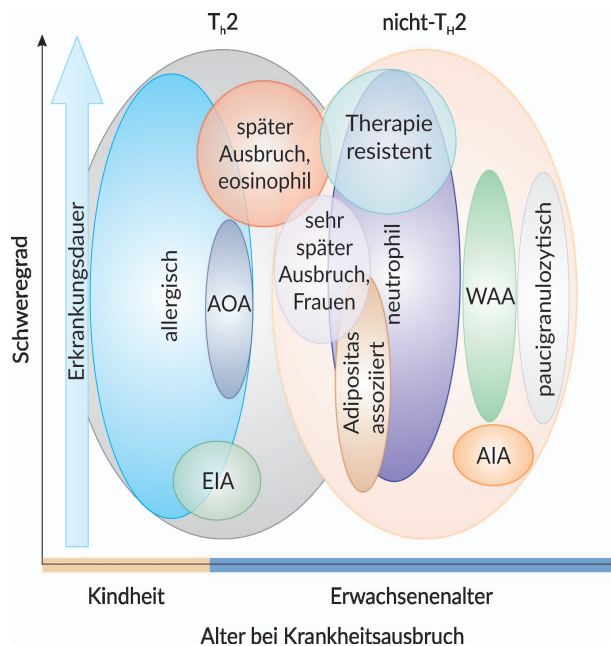 Tₕ2
nicht-T_H2
Schweregrad
Erkrankungsdauer
allergisch
später
Ausbruch,
eosinophil
AOA
EIA
Therapie
resistent
sehr
später
Ausbruch,
Frauen
neutrophil
Adipositas
assoziiert
WAA
paucigranulozytisch
AIA
Kindheit
Erwachsenenalter
Alter bei Krankheitsausbruch